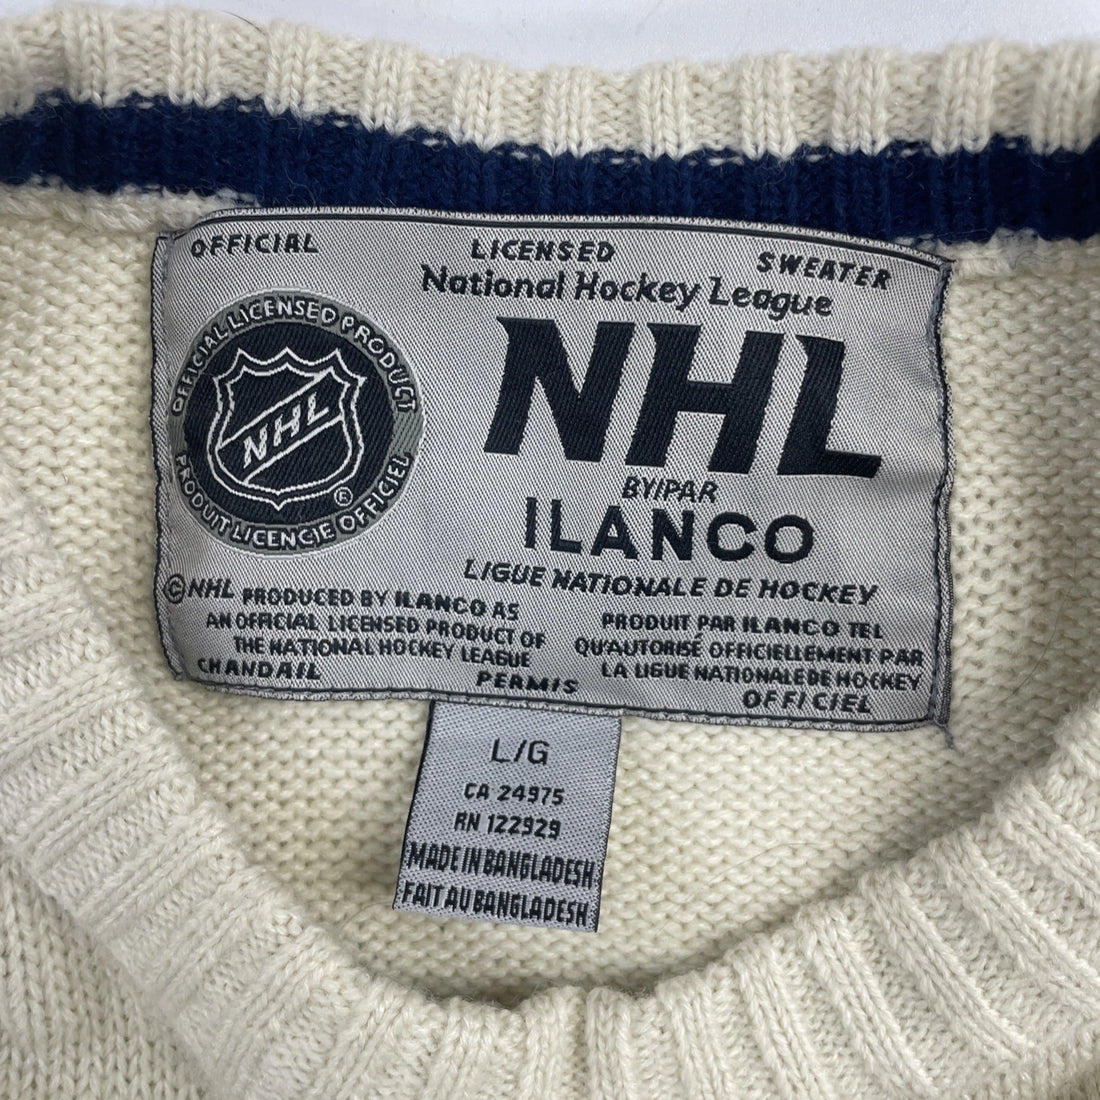 OFFICIAL LICENSED SWEATER
National Hockey League
OFFICIAL LICENSED PRODUCT
NHL
®
PRODUIT LICENCIE OFFICIEL
NHL
BY/PAR
ILANCO
LIGUE NATIONALE DE HOCKEY
© NHL PRODUCED BY ILANCO AS
AN OFFICIAL LICENSED PRODUCT OF
THE NATIONAL HOCKEY LEAGUE
PRODUIT PAR ILANCO TEL
QU'AUTORISÉ OFFICIELLEMENT PAR
LA LIGUE NATIONALE DE HOCKEY
CHANDAIL PERMIS OFFICIEL
L/G
CA 24975
RN 122929
MADE IN BANGLADESH
FAIT AU BANGLADESH